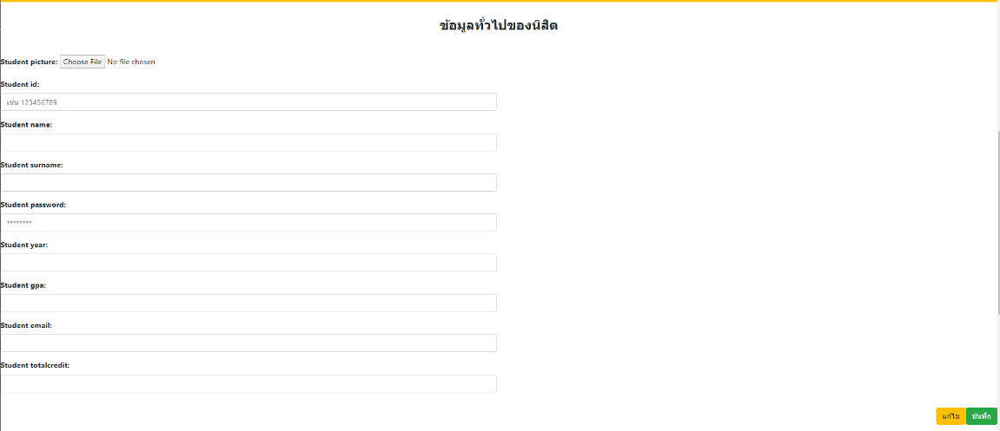 ข้อมูลทั่วไปของนิสิต
Student picture: Choose File No file chosen
Student id:
เช่น 123456789
Student name:
Student surname:
Student password:
********
Student year:
Student gpa:
Student email:
Student totalcredit:
แก้ไข บันทึก